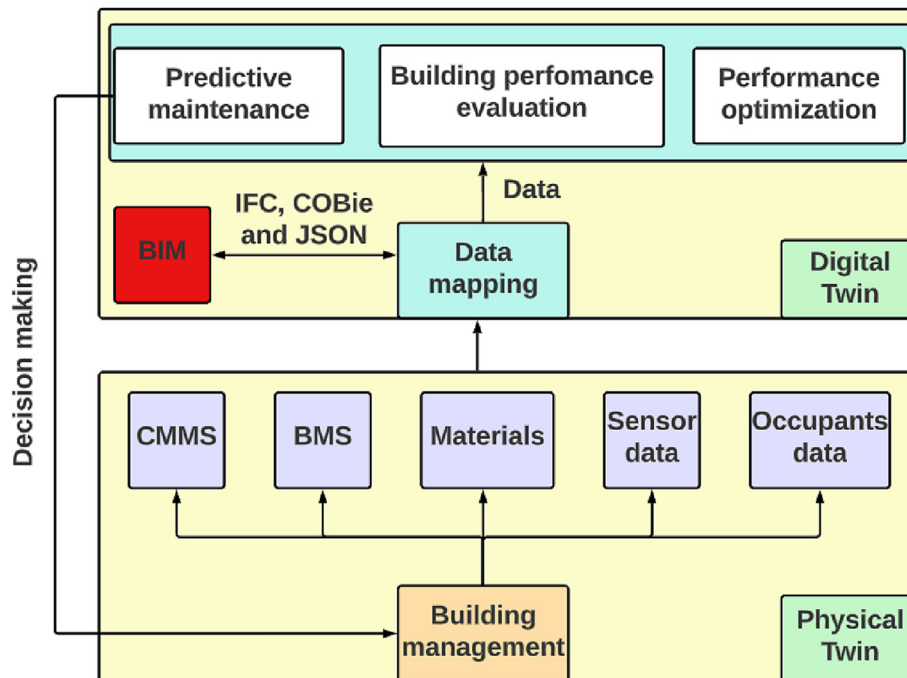 Predictive
maintenance
Building perfomance
evaluation
Performance
optimization
Data
IFC, COBie
and JSON
BIM
Data
mapping
Digital
Twin
Decision making
CMMS
BMS
Materials
Sensor
data
Occupants
data
Building
management
Physical
Twin